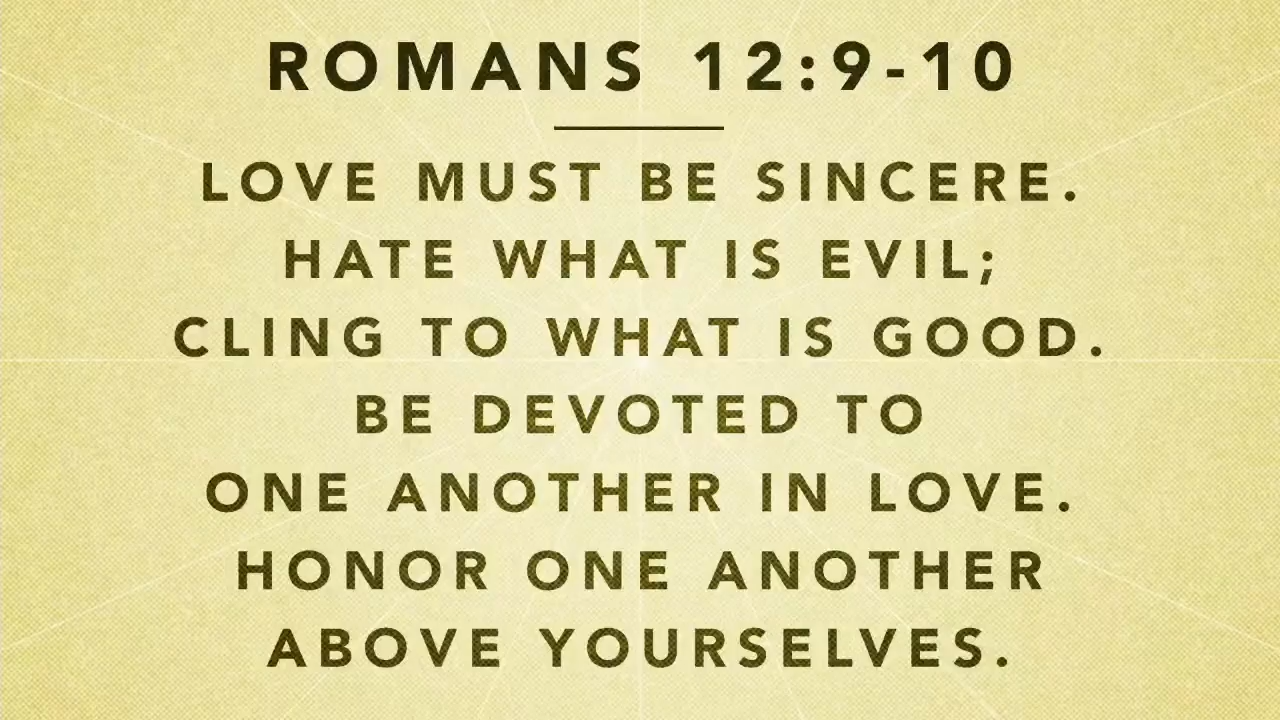 ROMANS 12:9-10
LOVE MUST BE SINCERE.
HATE WHAT IS EVIL;
CLING TO WHAT IS GOOD.
BE DEVOTED TO
ONE ANOTHER IN LOVE.
HONOR ONE ANOTHER
ABOVE YOURSELVES.